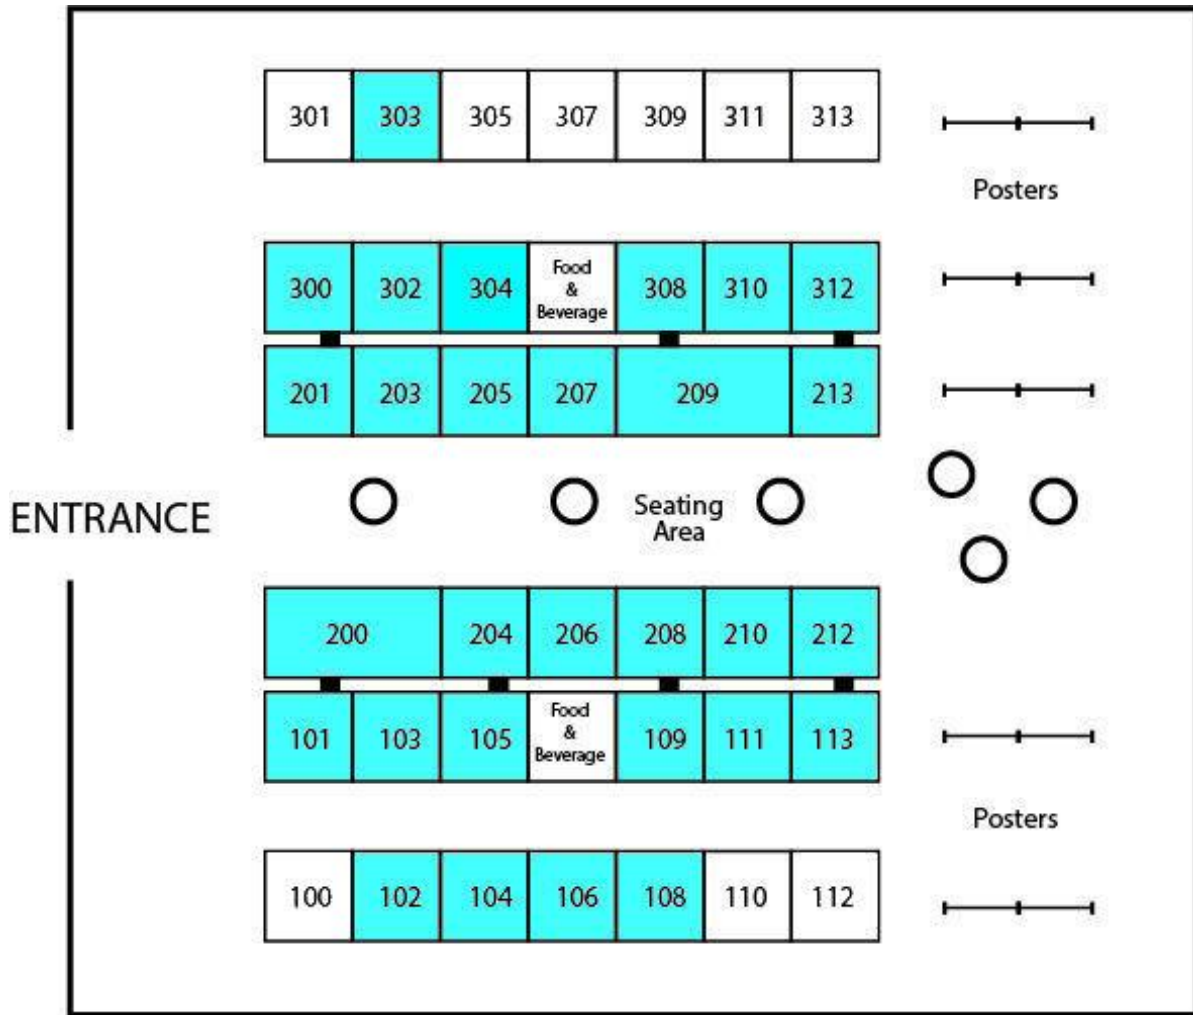 301 303 305 307 309 311 313
Posters
300 302 304 Food & Beverage 308 310 312
201 203 205 207 209 213
ENTRANCE
Seating
Area
200 204 206 208 210 212
101 103 105 Food & Beverage 109 111 113
Posters
100 102 104 106 108 110 112